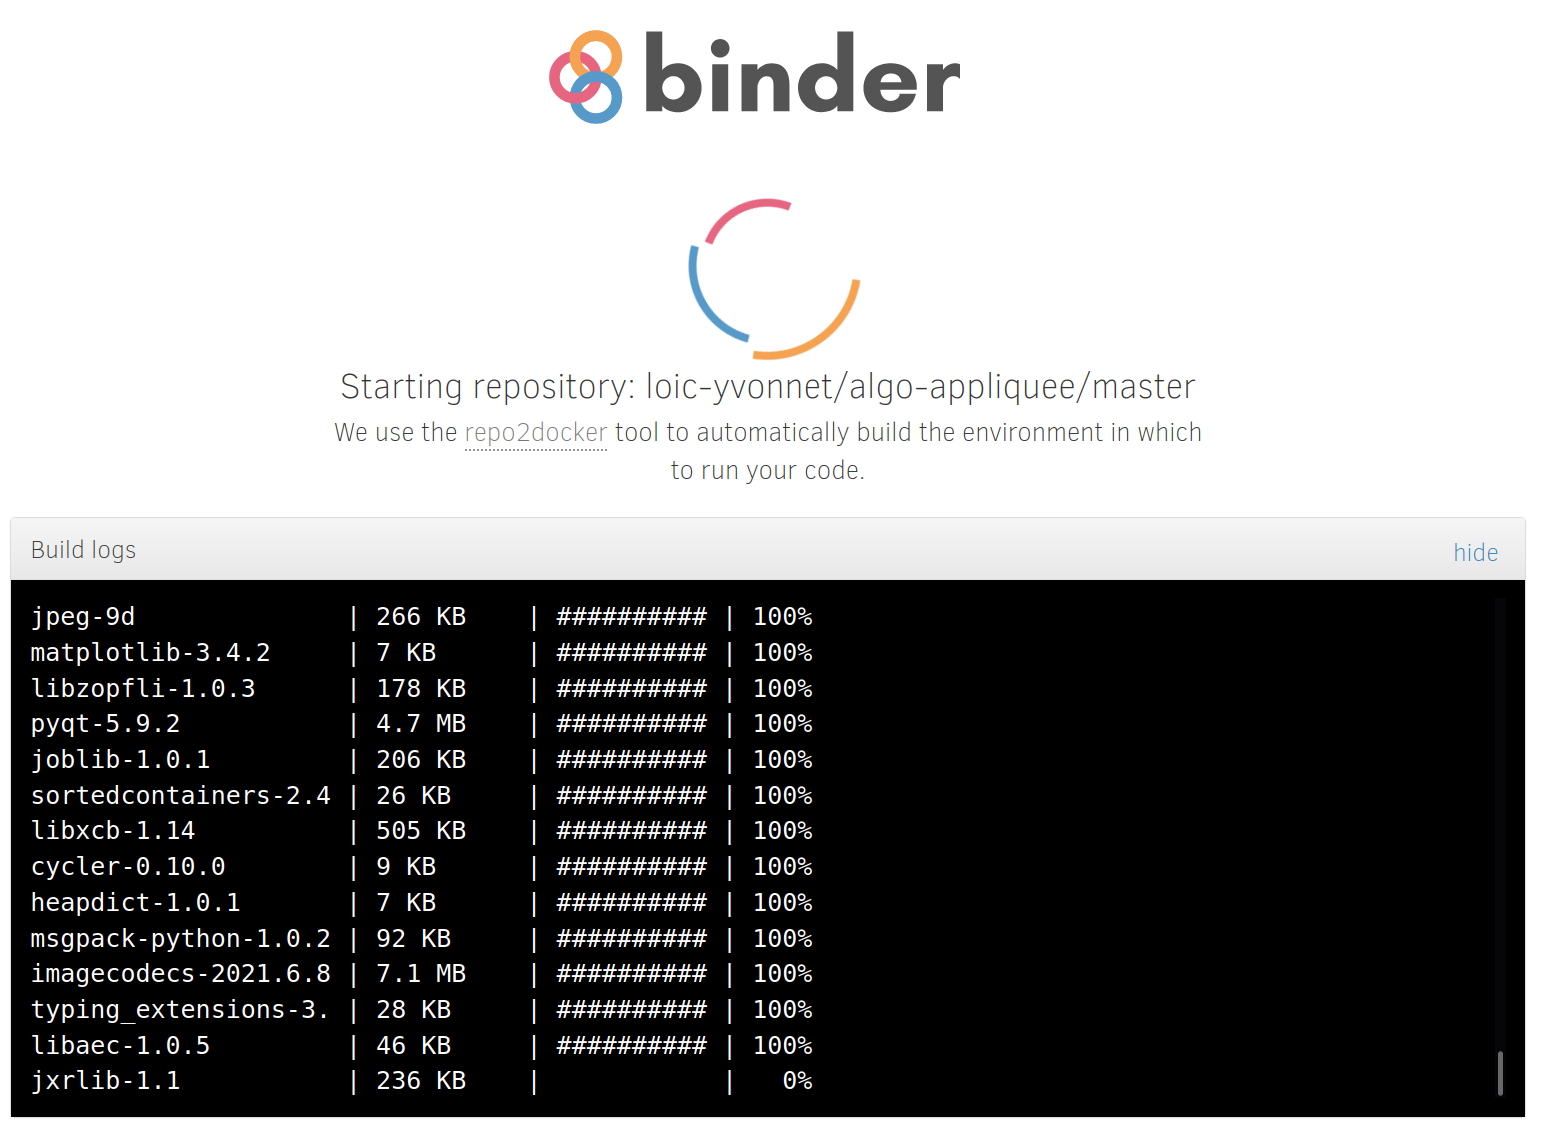 binder
Starting repository: loic-yvonnet/algo-appliquee/master
We use the repo2docker tool to automatically build the environment in which
to run your code.
Build logs
hide
jpeg-9d              | 266 KB    | ########## | 100%
matplotlib-3.4.2     | 7 KB      | ########## | 100%
libzopfli-1.0.3      | 178 KB    | ########## | 100%
pyqt-5.9.2           | 4.7 MB    | ########## | 100%
joblib-1.0.1         | 206 KB    | ########## | 100%
sortedcontainers-2.4 | 26 KB     | ########## | 100%
libxcb-1.14          | 505 KB    | ########## | 100%
cycler-0.10.0        | 9 KB      | ########## | 100%
heapdict-1.0.1       | 7 KB      | ########## | 100%
msgpack-python-1.0.2 | 92 KB     | ########## | 100%
imagecodecs-2021.6.8 | 7.1 MB    | ########## | 100%
typing_extensions-3. | 28 KB     | ########## | 100%
libaec-1.0.5         | 46 KB     | ########## | 100%
jxrlib-1.1           | 236 KB    |            |   0%